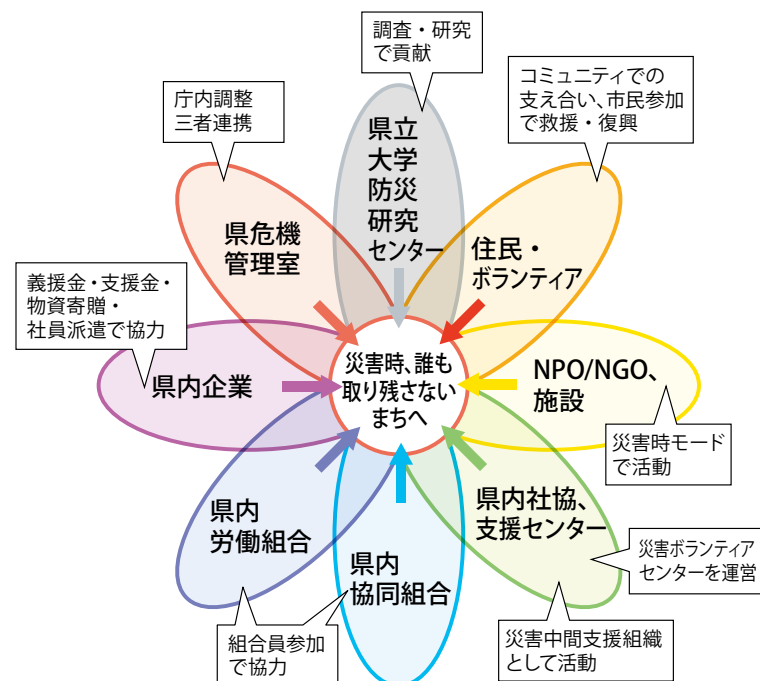 調査・研究
で貢献
県立
大学
防災
研究
センター
コミュニティでの
支え合い、市民参加
で救援・復興
住民・
ボランティア
庁内調整
三者連携
県危機
管理室
義援金・支援金・
物資寄贈・
社員派遣で協力
県内企業
災害時、誰も
取り残さない
まちへ
NPO/NGO、
施設
災害時モード
で活動
県内
労働組合
県内
協同組合
組合員参加
で協力
県内社協、
支援センター
災害ボランティア
センターを運営
災害中間支援組織
として活動